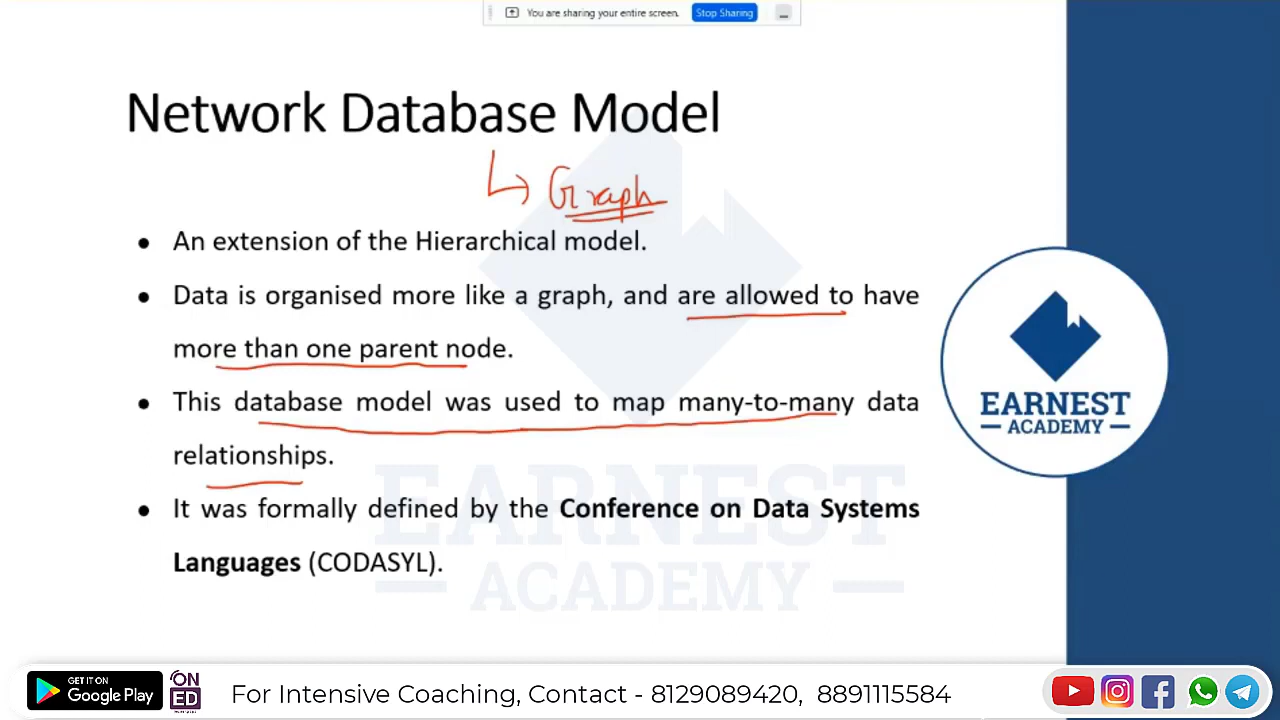 You are sharing your entire screen. Stop Sharing
Network Database Model
Graph
● An extension of the Hierarchical model.
● Data is organised more like a graph, and are allowed to have
more than one parent node.
● This database model was used to map many-to-many data
relationships.
● It was formally defined by the Conference on Data Systems
Languages (CODASYL).
EARNEST
ACADEMY
EARNEST
ACADEMY
GET IT ON
Google Play
ON
ED
For Intensive Coaching, Contact - 8129089420, 8891115584